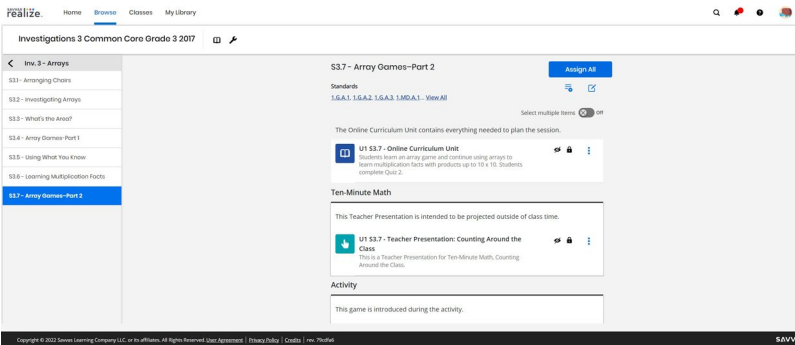 savvas
realize.
Home Browse Classes My Library
Investigations 3 Common Core Grade 3 2017
Inv. 3 - Arrays
S3.1 - Arranging Chairs
S3.2 - Investigating Arrays
S3.3 - What's the Area?
S3.4 - Array Games-Part 1
S3.5 - Using What You Know
S3.6 - Learning Multiplication Facts
S3.7 - Array Games-Part 2
S3.7 - Array Games-Part 2
Assign All
Standards
1.G.A.1, 1.G.A.2, 1.G.A.3, 1.MD.A.1... View All
Select multiple items Off
The Online Curriculum Unit contains everything needed to plan the session.
U1 S3.7 - Online Curriculum Unit
Students learn an array game and continue using arrays to
learn multiplication facts with products up to 10 x 10. Students
complete Quiz 2.
Ten-Minute Math
This Teacher Presentation is intended to be projected outside of class time.
U1 S3.7 - Teacher Presentation: Counting Around the
Class
This is a Teacher Presentation for Ten-Minute Math, Counting
Around the Class.
Activity
This game is introduced during the activity.
Copyright © 2022 Savvas Learning Company LLC. or its affiliates. All Rights Reserved. User Agreement | Privacy Policy | Credits | rev. 79cdfa6
SAVV